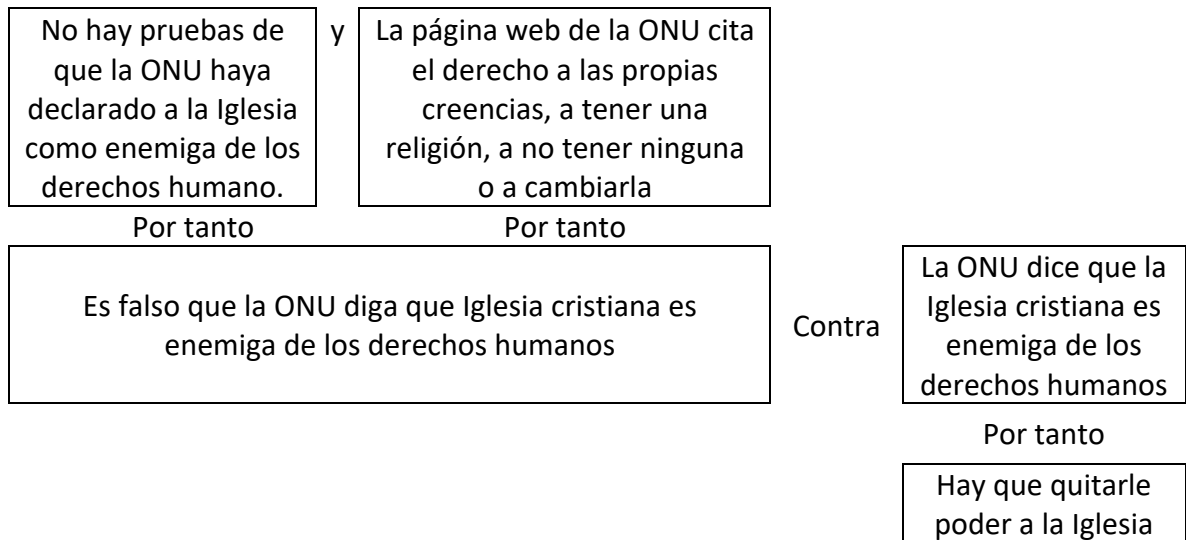 No hay pruebas de
que la ONU haya
declarado a la Iglesia
como enemiga de los
derechos humano.
y
La página web de la ONU cita
el derecho a las propias
creencias, a tener una
religión, a no tener ninguna
o a cambiarla
Por tanto
Por tanto
Es falso que la ONU diga que Iglesia cristiana es
enemiga de los derechos humanos
Contra
La ONU dice que la
Iglesia cristiana es
enemiga de los
derechos humanos
Por tanto
Hay que quitarle
poder a la Iglesia